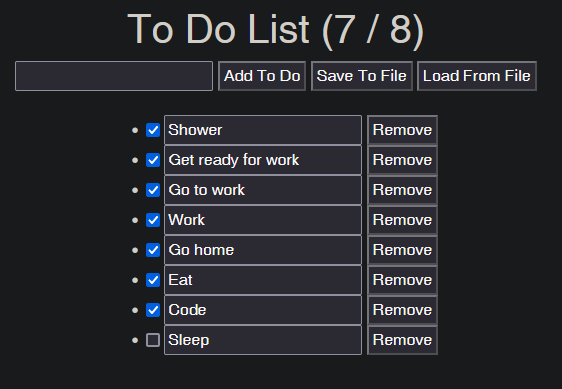 To Do List (7 / 8)
Add To Do Save To File Load From File
Shower Remove
Get ready for work Remove
Go to work Remove
Work Remove
Go home Remove
Eat Remove
Code Remove
Sleep Remove